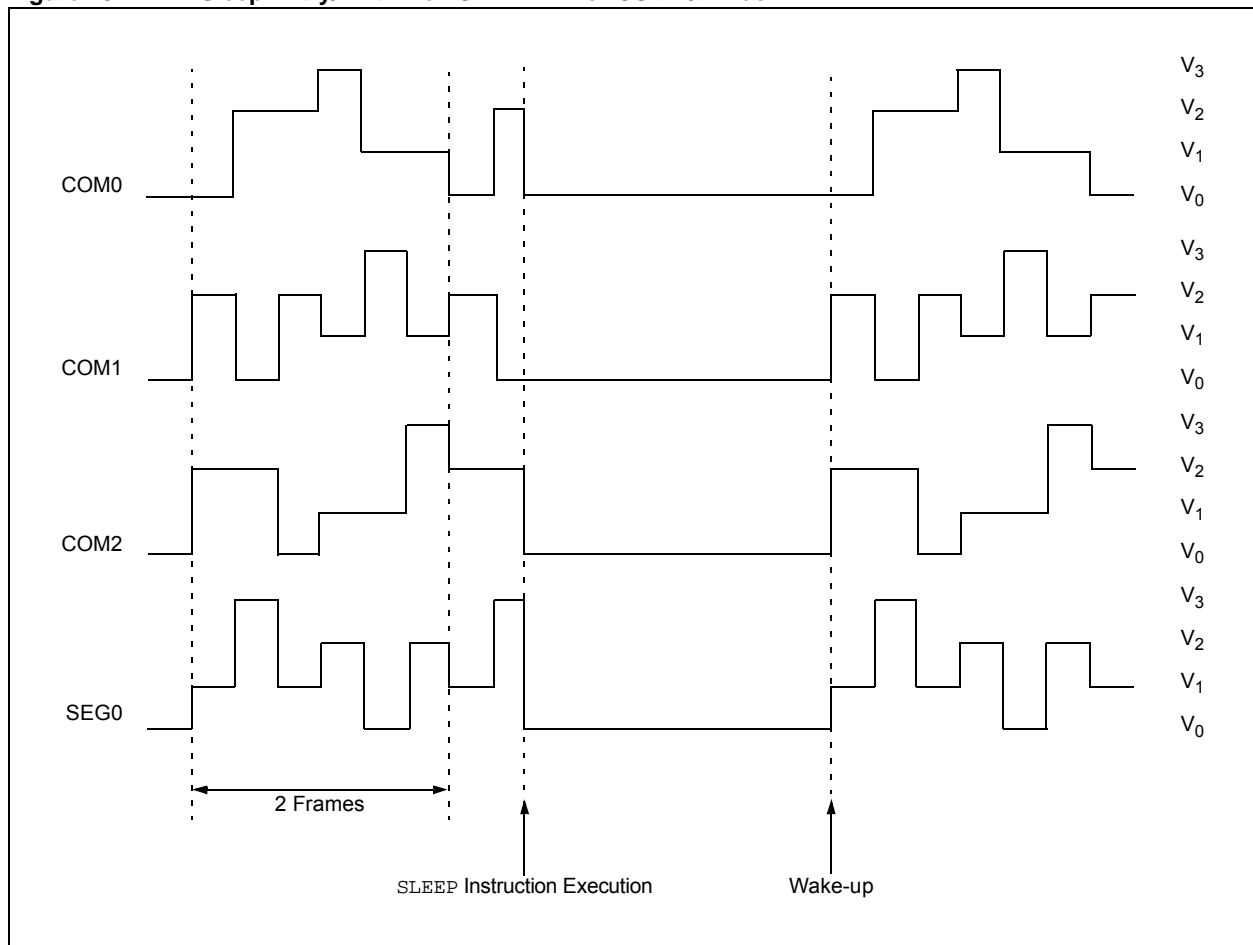 COM0
V3
V2
V1
V0
COM1
V3
V2
V1
V0
COM2
V3
V2
V1
V0
SEG0
V3
V2
V1
V0
2 Frames
SLEEP Instruction Execution
Wake-up